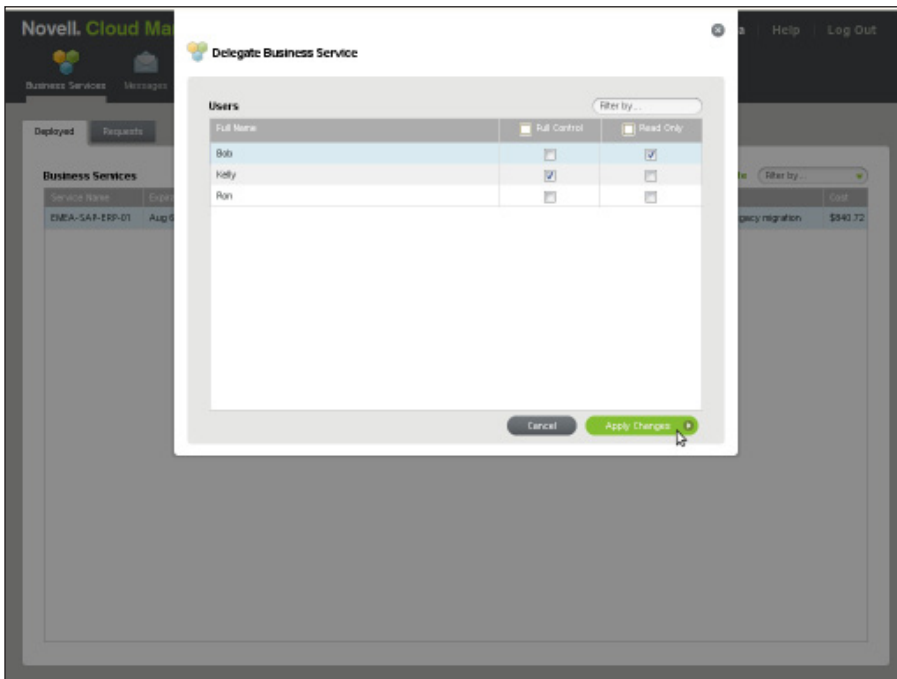 Novell. Cloud Ma
a Help Log Out
Business Services Messages
Delegate Business Service
Users
Filter by...
Full Name Full Control Read Only
Bob
Kelly
Ron
Cancel Apply Changes
Deployed Requests
Business Services
Filter by...
Service Name Cost
EMEA-SAP-ERP-01 Aug migration $840.72